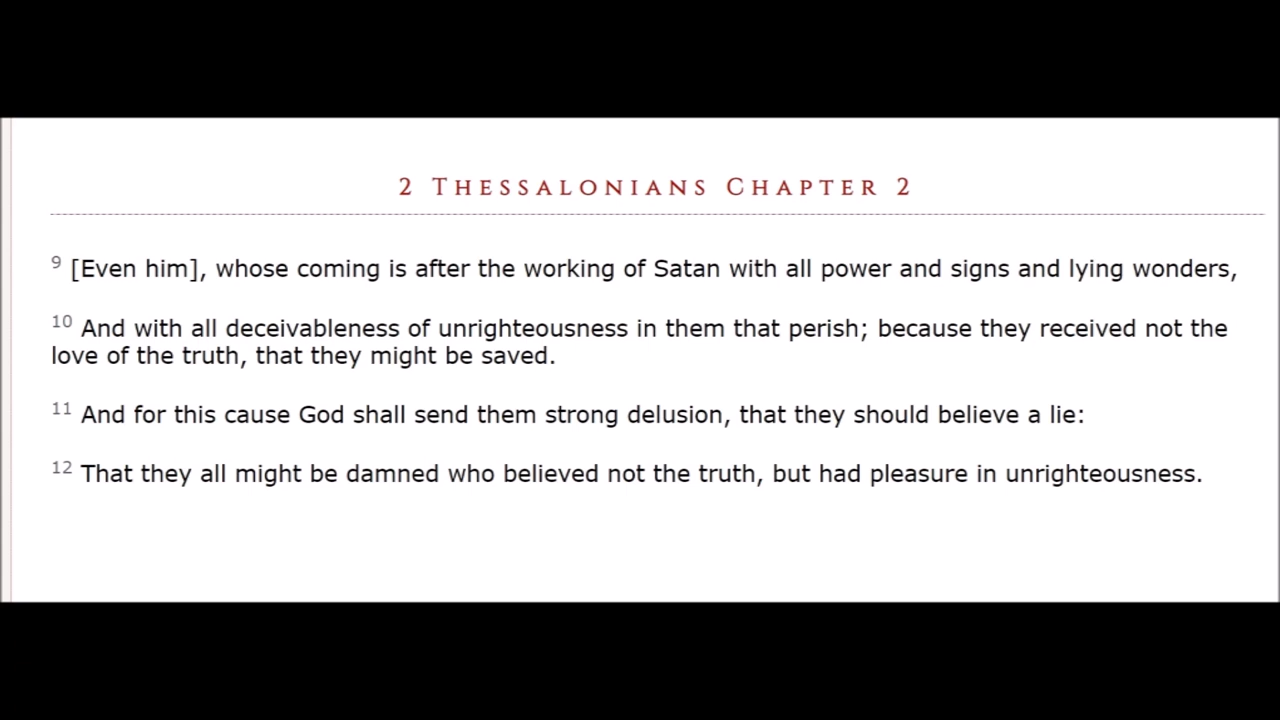 2 Thessalonians Chapter 2
9 [Even him], whose coming is after the working of Satan with all power and signs and lying wonders,
10 And with all deceivableness of unrighteousness in them that perish; because they received not the
love of the truth, that they might be saved.
11 And for this cause God shall send them strong delusion, that they should believe a lie:
12 That they all might be damned who believed not the truth, but had pleasure in unrighteousness.